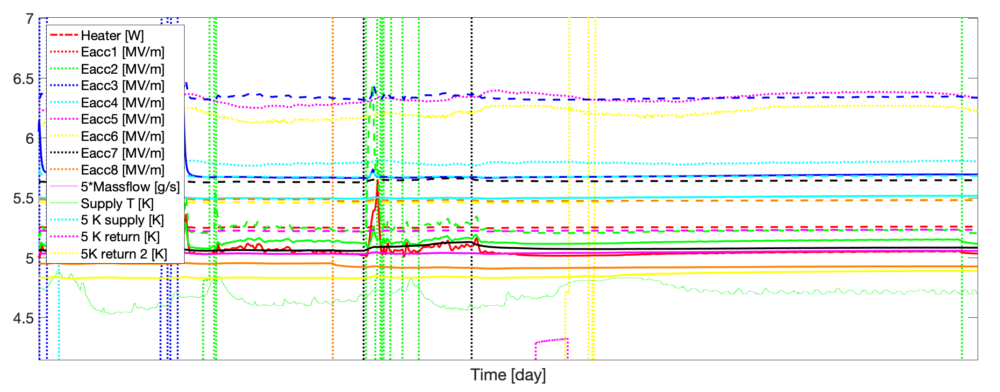 7
6.5
6
5.5
5
4.5
Heater [W]
Eacc1 [MV/m]
Eacc2 [MV/m]
Eacc3 [MV/m]
Eacc4 [MV/m]
Eacc5 [MV/m]
Eacc6 [MV/m]
Eacc7 [MV/m]
Eacc8 [MV/m]
5*Massflow [g/s]
Supply T [K]
5 K supply [K]
5 K return [K]
5K return 2 [K]
Time [day]